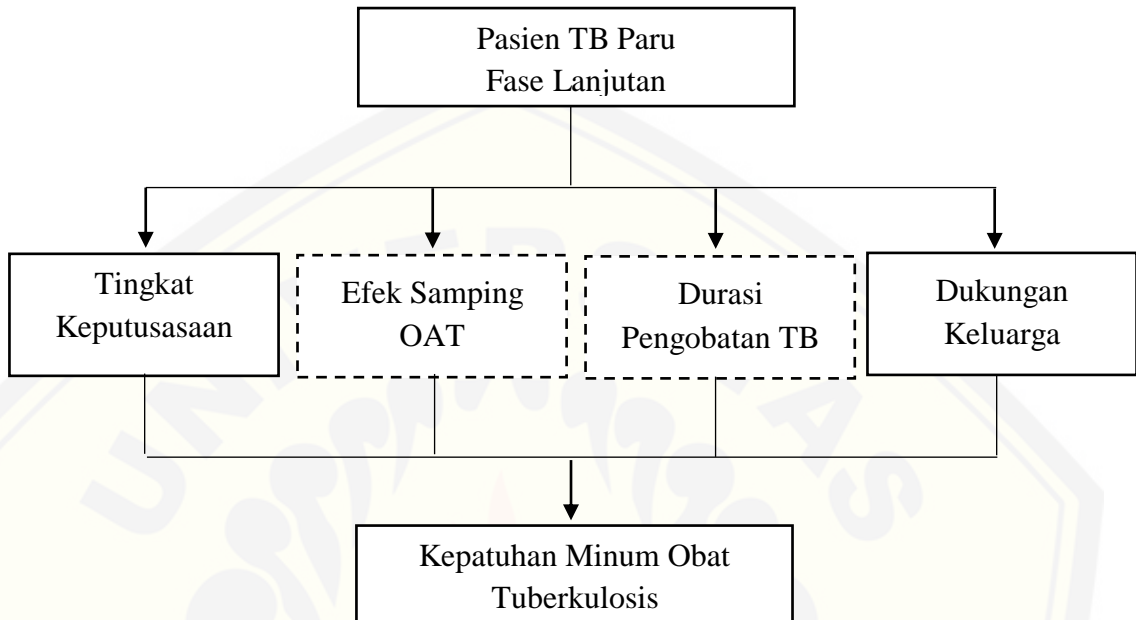 Pasien TB Paru
Fase Lanjutan
Tingkat
Keputusasaan
Efek Samping
OAT
Durasi
Pengobatan TB
Dukungan
Keluarga
Kepatuhan Minum Obat
Tuberkulosis
UNIVERSITAS